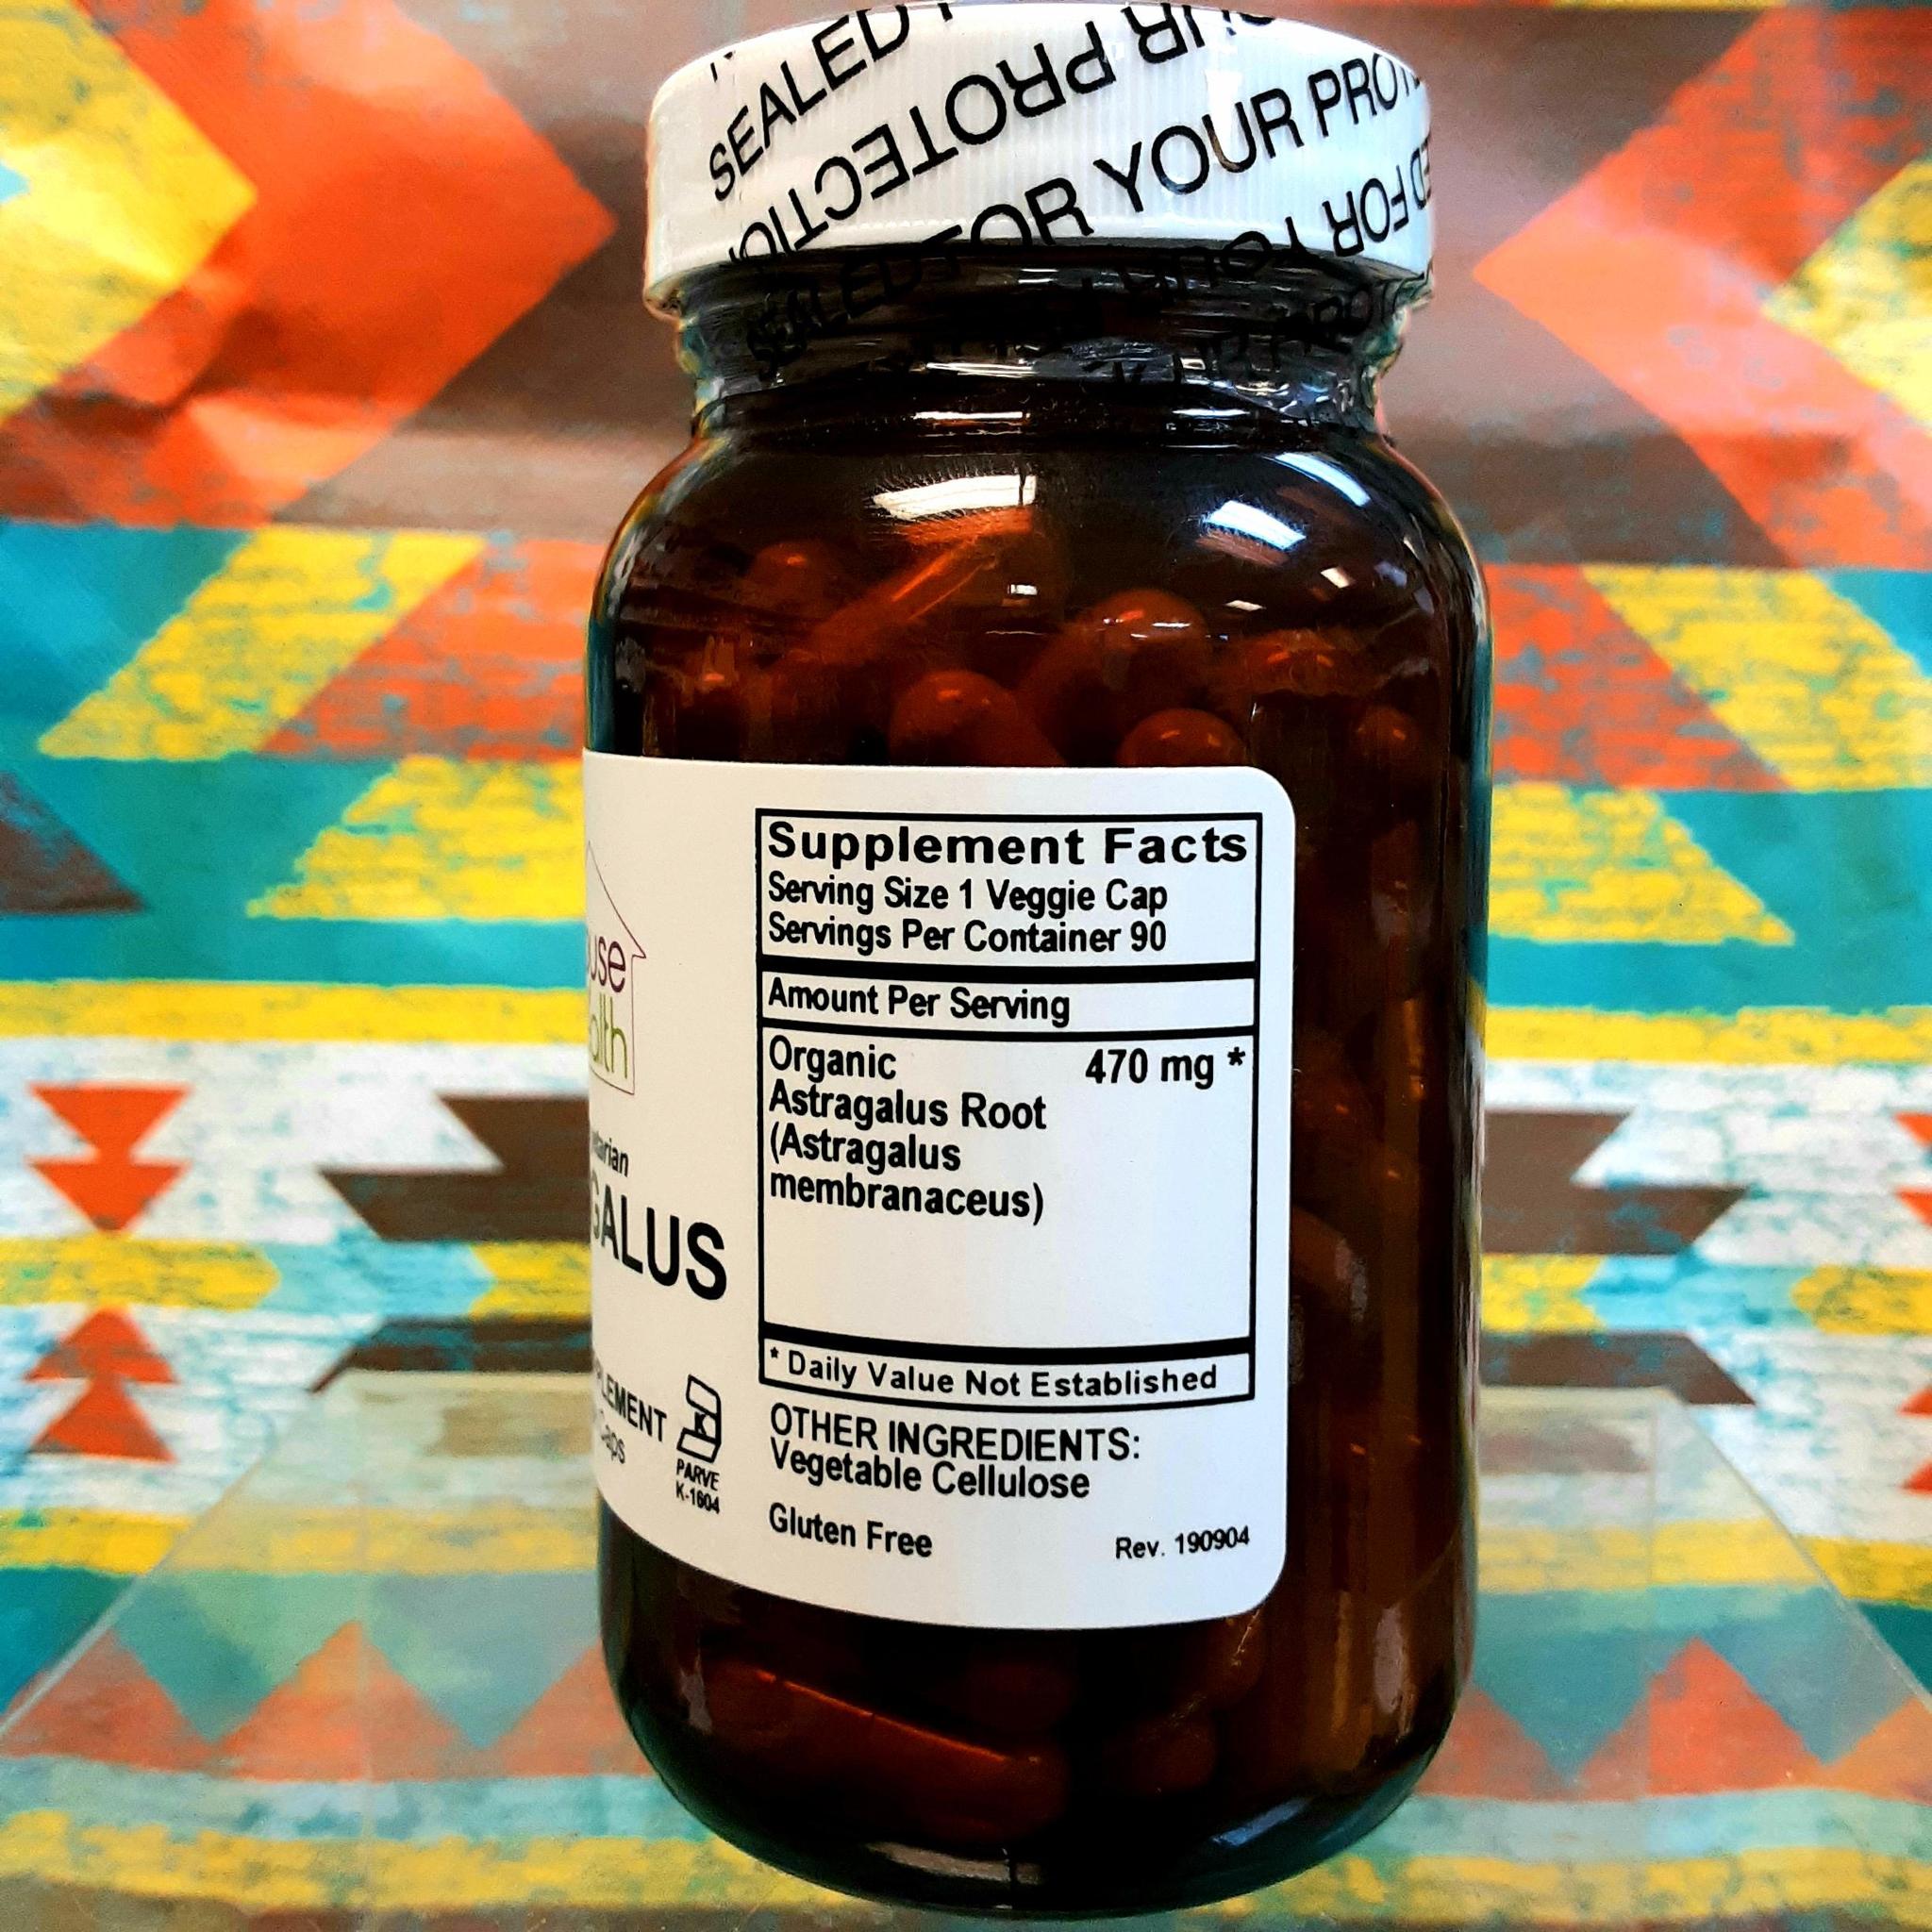 SEALED
PROTECTION
FOR YOUR
Supplement Facts
Serving Size 1 Veggie Cap
Servings Per Container 90
Amount Per Serving
Organic 470 mg *
Astragalus Root
(Astragalus
membranaceus)
* Daily Value Not Established
OTHER INGREDIENTS:
Vegetable Cellulose
Gluten Free
Rev. 190904
use
alth
GALUS
LEMENT
Caps
PARVE
K-1604